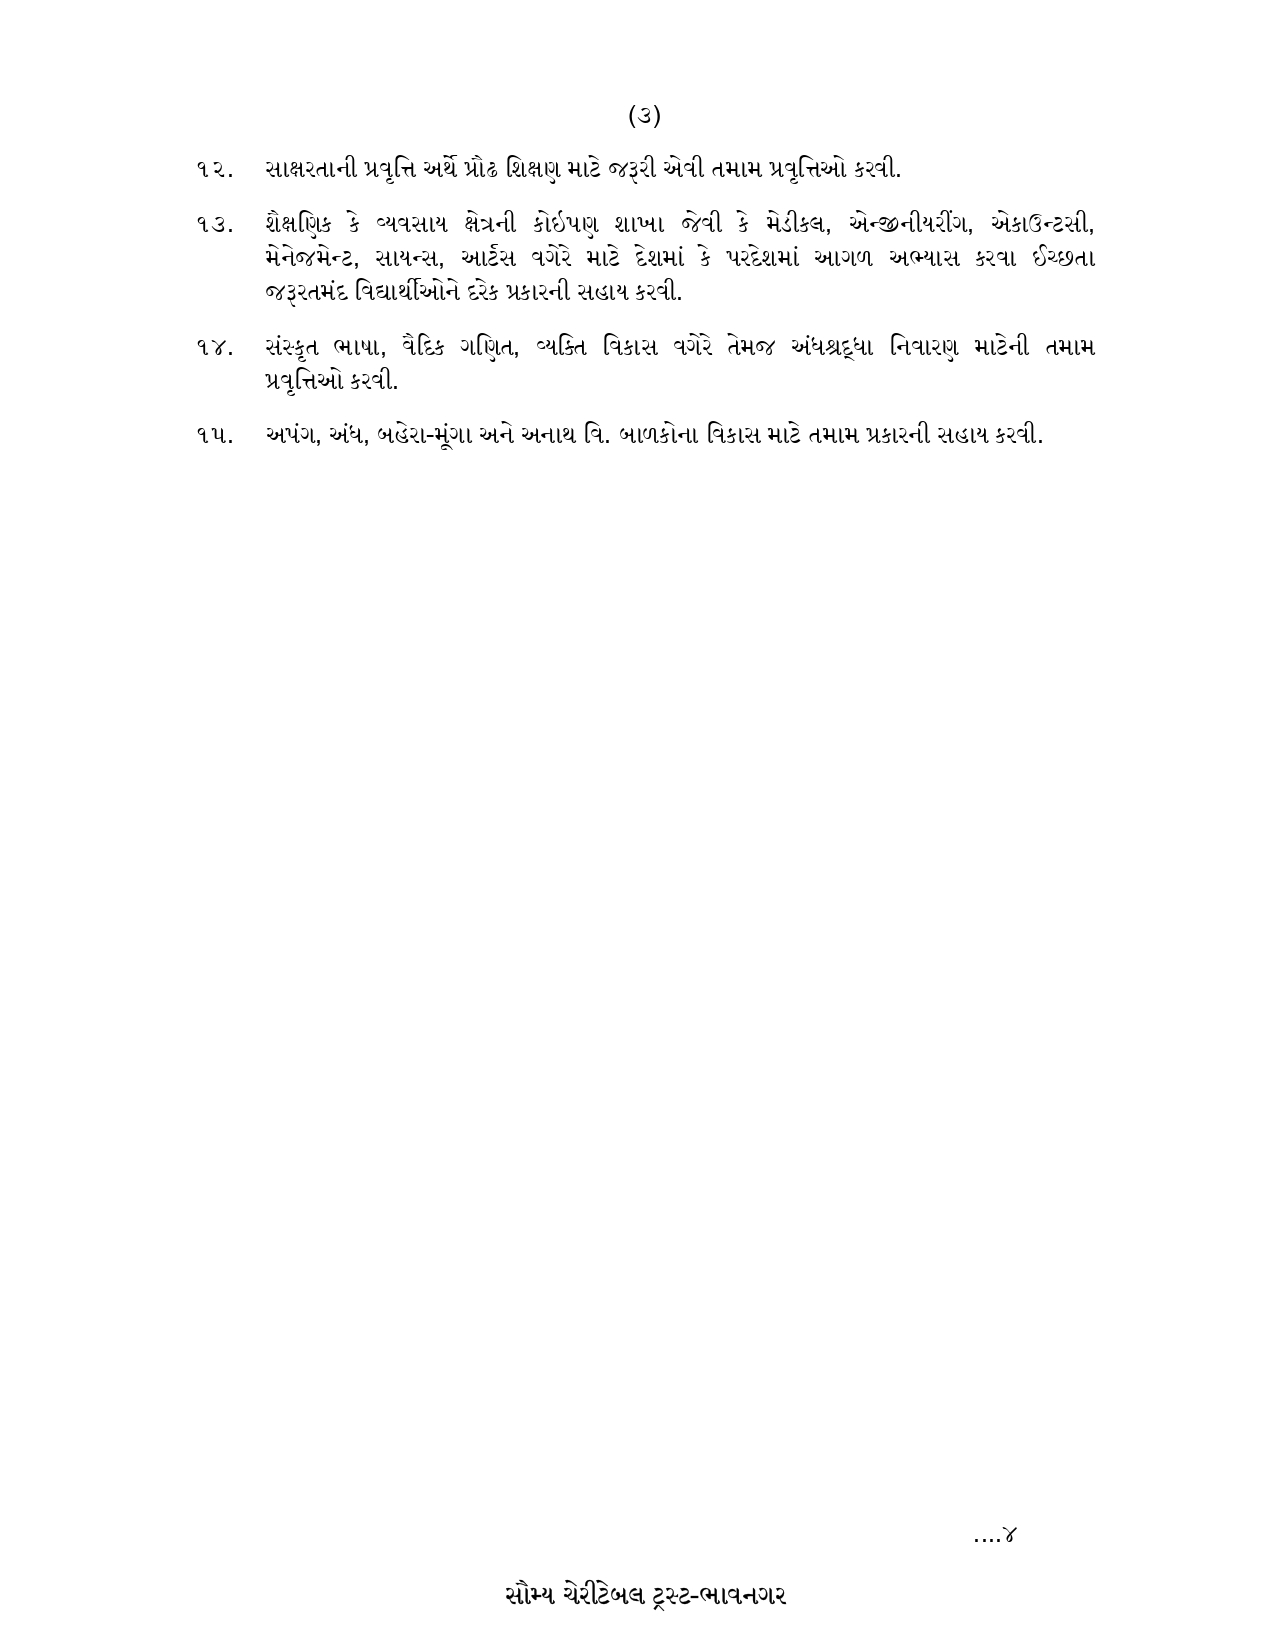 (૩)
૧૨. સાક્ષરતાની પ્રવૃત્તિ અર્થે પ્રૌઢ શિક્ષણ માટે જરૂરી એવી તમામ પ્રવૃત્તિઓ કરવી.
૧૩. શૈક્ષણિક કે વ્યવસાય ક્ષેત્રની કોઇપણ શાખા જેવી કે મેડીકલ, એન્જીનીયરીંગ, એકાઉન્ટસી,
મેનેજમેન્ટ, સાયન્સ, આર્ટસ વગેરે માટે દેશમાં કે પરદેશમાં આગળ અભ્યાસ કરવા ઈચ્છતા
જરૂરતમંદ વિદ્યાર્થીઓને દરેક પ્રકારની સહાય કરવી.
૧૪. સંસ્કૃત ભાષા, વૈદિક ગણિત, વ્યક્તિ વિકાસ વગેરે તેમજ અંધશ્રદ્ધા નિવારણ માટેની તમામ
પ્રવૃત્તિઓ કરવી.
૧૫. અપંગ, અંધ, બહેરા-મૂંગા અને અનાથ વિ. બાળકોના વિકાસ માટે તમામ પ્રકારની સહાય કરવી.
....૪
સૌમ્ય ચેરીટેબલ ટ્રસ્ટ-ભાવનગર